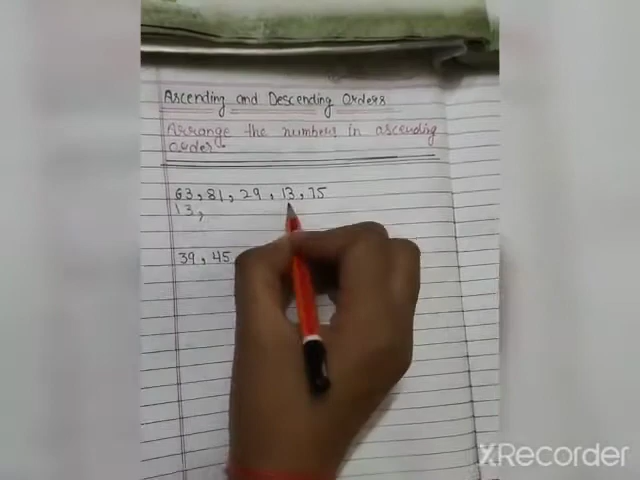 Ascending and Descending Orders
Arrange the numbers in ascending
order.
63, 81, 29, 13, 75
13,
39, 45
XRecorder